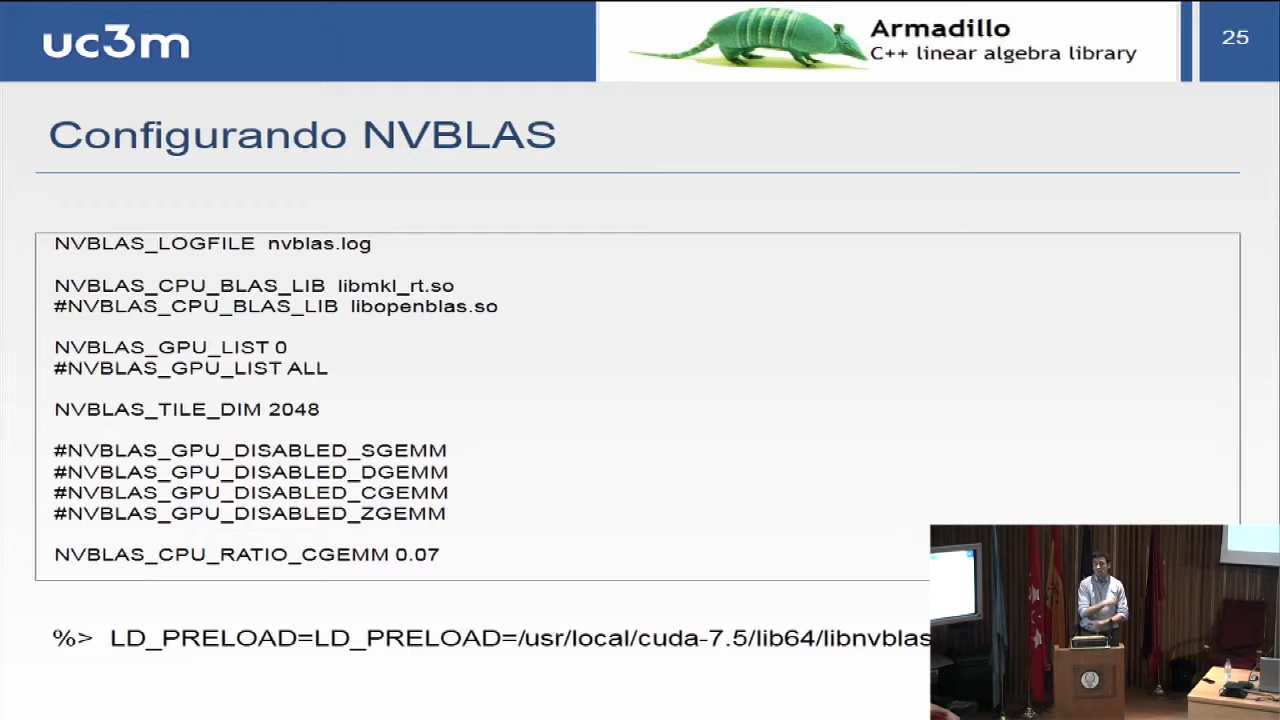 uc3m
Armadillo
C++ linear algebra library
25
Configurando NVBLAS
NVBLAS_LOGFILE nvblas.log
NVBLAS_CPU_BLAS_LIB libmkl_rt.so
#NVBLAS_CPU_BLAS_LIB libopenblas.so
NVBLAS_GPU_LIST 0
#NVBLAS_GPU_LIST ALL
NVBLAS_TILE_DIM 2048
#NVBLAS_GPU_DISABLED_SGEMM
#NVBLAS_GPU_DISABLED_DGEMM
#NVBLAS_GPU_DISABLED_CGEMM
#NVBLAS_GPU_DISABLED_ZGEMM
NVBLAS_CPU_RATIO_CGEMM 0.07
%> LD_PRELOAD=LD_PRELOAD=/usr/local/cuda-7.5/lib64/libnvblas